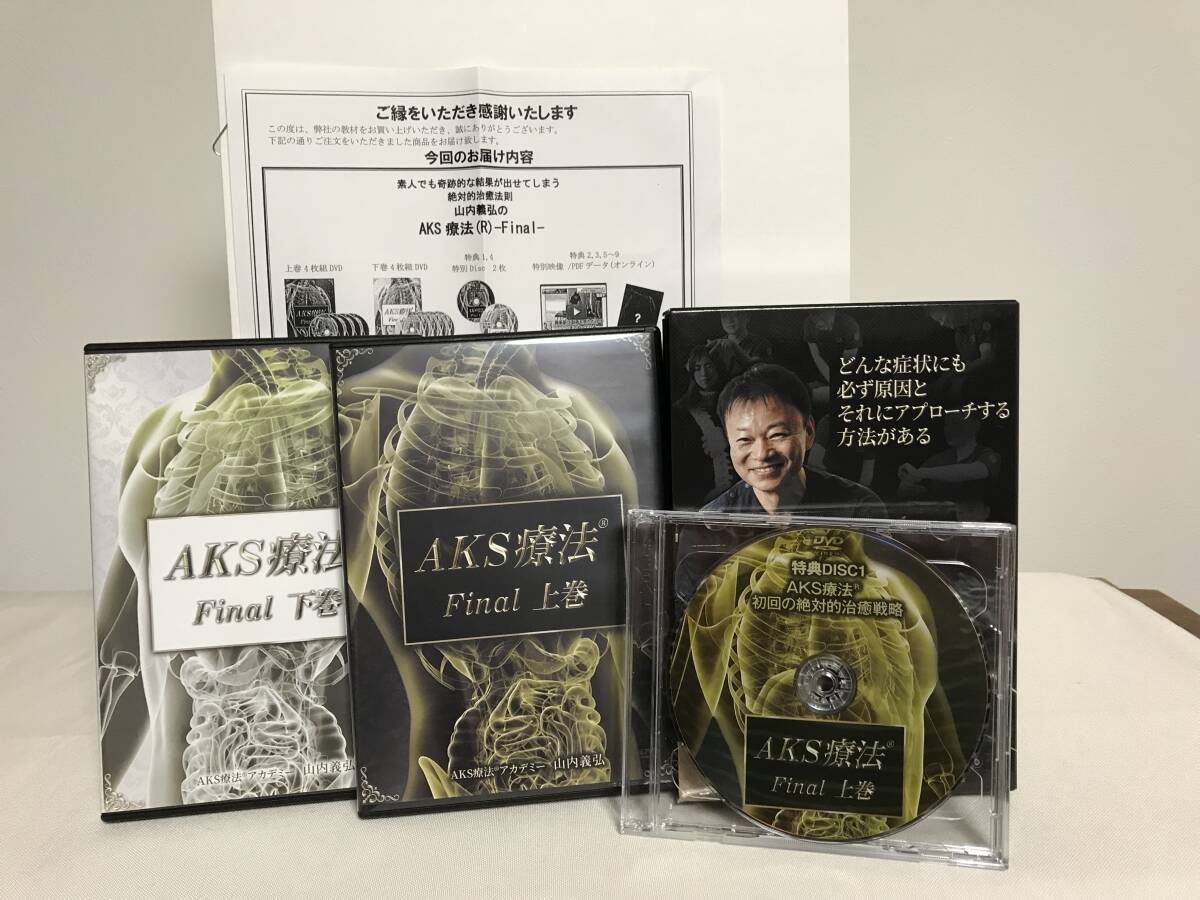 ご縁をいただき感謝いたします
この度は、弊社の教材をお買い上げいただき、誠にありがとうございます。
下記の通りご注文をいただきました商品をお届け致します。
今回のお届け内容
素人でも奇跡的な結果が出せてしまう
絶対的治癒法則
山内義弘の
AKS 療法(R)-Final-
上巻4枚組DVD
下巻4枚組DVD
特典1,4
特別Disc 2枚
特典2,3,5~9
特別映像 /PDFデータ(オンライン)
AKS療法
Final
?
AKS療法
Final 下巻
AKS療法®アカデミー 山内義弘
AKS療法®
Final 上巻
AKS療法®アカデミー 山内義弘
どんな症状にも
必ず原因と
それにアプローチする
方法がある
DVD
特典DISC1
AKS療法®
初回の絶対的治癒戦略
AKS療法®
Final 上巻